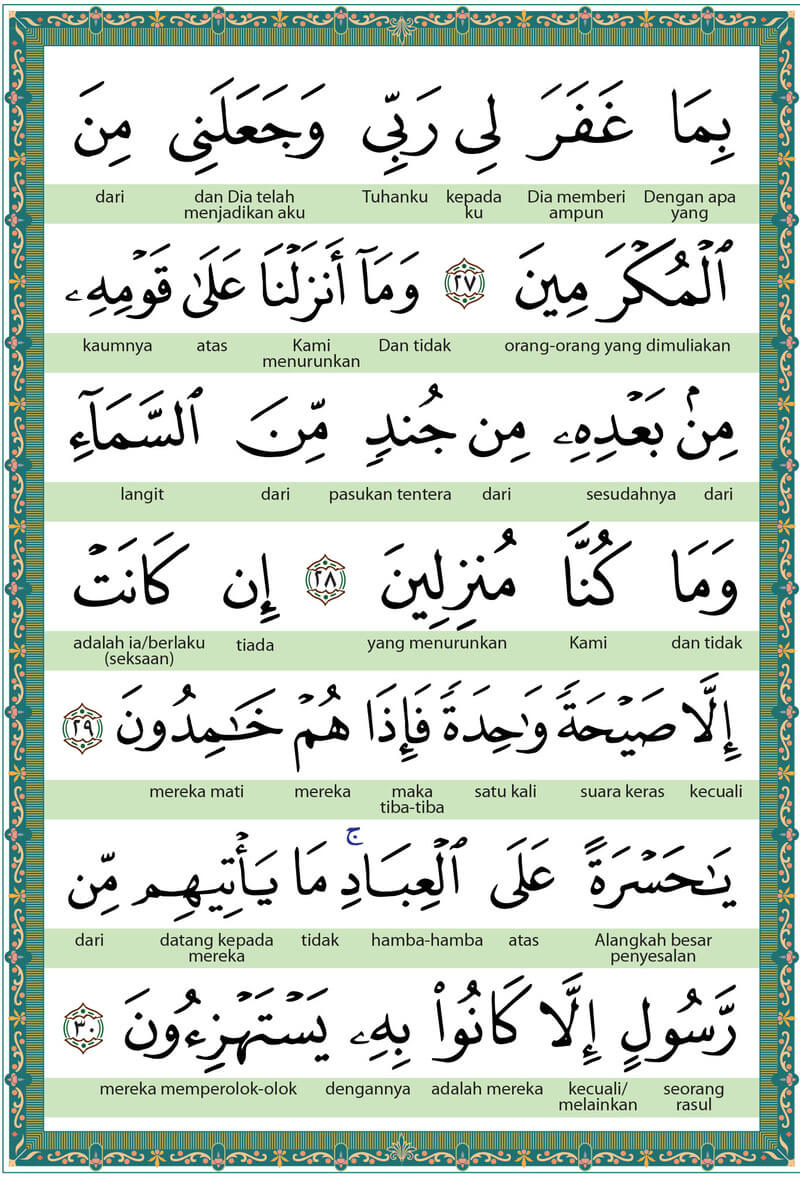 بِمَا غَفَرَ لِي رَبِّي وَجَعَلَنِي مِنَ
Dengan apa yang Dia memberi ampun kepada ku Tuhanku dan Dia telah menjadikan aku dari
ٱلۡمُكۡرَمِينَ ٢٧ وَمَآ أَنزَلۡنَا عَلَىٰ قَوۡمِهِۦ
orang-orang yang dimuliakan Dan tidak Kami menurunkan atas kaumnya
مِنۢ بَعۡدِهِۦ مِن جُندٖ مِّنَ ٱلسَّمَآءِ
dari sesudahnya dari pasukan tentera dari langit
وَمَا كُنَّا مُنزِلِينَ ٢٨ إِن كَانَتۡ
dan tidak Kami yang menurunkan tiada adalah ia/berlaku (seksaan)
إِلَّا صَيۡحَةٗ وَٰحِدَةٗ فَإِذَا هُمۡ خَٰمِدُونَ ٢٩
kecuali suara keras satu kali maka tiba-tiba mereka mereka mati
يَٰحَسۡرَةً عَلَى ٱلۡعِبَادِۚ مَا يَأۡتِيهِم مِّن
Alangkah besar penyesalan atas hamba-hamba tidak datang kepada mereka dari
رَّسُولٍ إِلَّا كَانُواْ بِهِۦ يَسۡتَهۡزِءُونَ ٣٠
seorang rasul kecuali/ melainkan adalah mereka dengannya mereka memperolok-olok